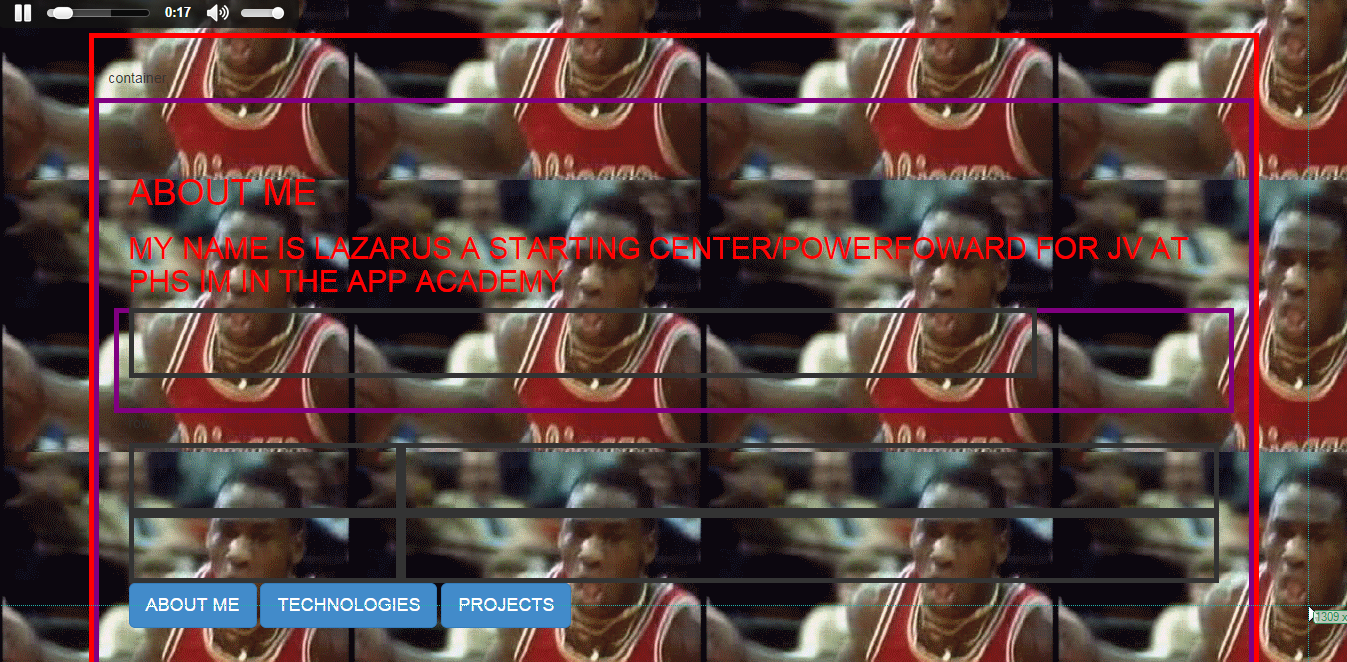 0:17
container
ABOUT ME
MY NAME IS LAZARUS A STARTING CENTER/POWERFOWARD FOR JV AT
PHS IM IN THE APP ACADEMY
ABOUT ME TECHNOLOGIES PROJECTS
1309 x